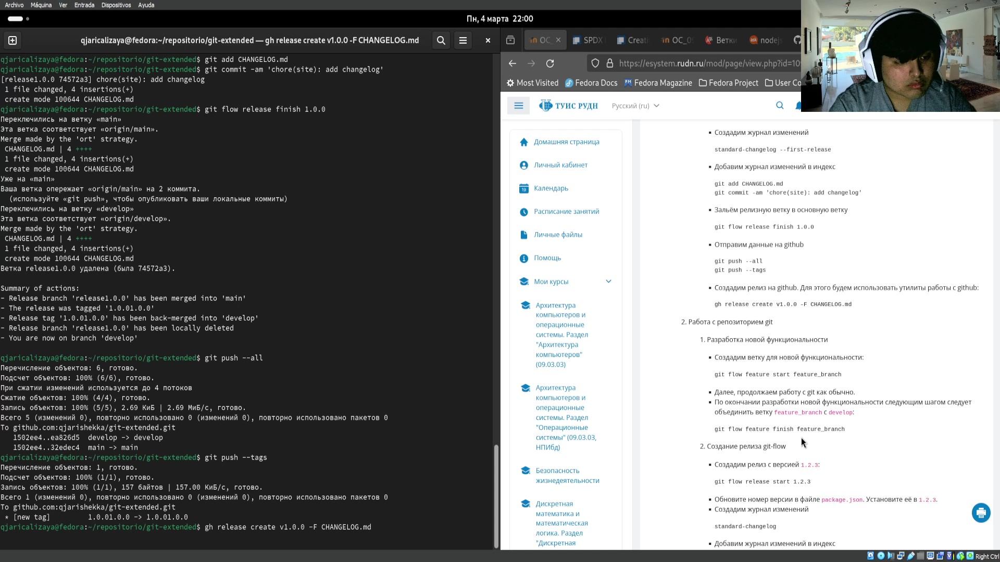 Archivo Máquina Ver Entrada Dispositivos Ayuda
Пн, 4 марта 22:00
qjaricalizaya@fedora:~/repositorio/git-extended — gh release create v1.0.0 -F CHANGELOG.md
qjaricalizaya@fedora:~/repositorio/git-extended$ git add CHANGELOG.md
qjaricalizaya@fedora:~/repositorio/git-extended$ git commit -am 'chore(site): add changelog'
[release1.0.0 74572a3] chore(site): add changelog
1 file changed, 4 insertions(+)
create mode 100644 CHANGELOG.md
qjaricalizaya@fedora:~/repositorio/git-extended$ git flow release finish 1.0.0
Переключились на ветку «main»
Эта ветка соответствует «origin/main».
Merge made by the 'ort' strategy.
CHANGELOG.md | 4 ++++
1 file changed, 4 insertions(+)
create mode 100644 CHANGELOG.md
Уже на «main»
Ваша ветка опережает «origin/main» на 2 коммита.
(используйте «git push», чтобы опубликовать ваши локальные коммиты)
Переключились на ветку «develop»
Эта ветка соответствует «origin/develop».
Merge made by the 'ort' strategy.
CHANGELOG.md | 4 ++++
1 file changed, 4 insertions(+)
create mode 100644 CHANGELOG.md
Ветка release1.0.0 удалена (была 74572a3).
Summary of actions:
- Release branch 'release1.0.0' has been merged into 'main'
- The release was tagged '1.0.01.0.0'
- Release tag '1.0.01.0.0' has been back-merged into 'develop'
- Release branch 'release1.0.0' has been locally deleted
- You are now on branch 'develop'
qjaricalizaya@fedora:~/repositorio/git-extended$ git push --all
Перечисление объектов: 6, готово.
Подсчет объектов: 100% (6/6), готово.
При сжатии изменений используется до 4 потоков
Сжатие объектов: 100% (4/4), готово.
Запись объектов: 100% (5/5), 2.69 КиБ | 2.69 МиБ/с, готово.
Всего 5 (изменений 0), повторно использовано 0 (изменений 0), повторно использовано пакетов 0
To github.com:qjarishekka/git-extended.git
1502ee4..ea826d5 develop -> develop
1502ee4..32edec4 main -> main
qjaricalizaya@fedora:~/repositorio/git-extended$ git push --tags
Перечисление объектов: 1, готово.
Подсчет объектов: 100% (1/1), готово.
Запись объектов: 100% (1/1), 157 байтов | 157.00 КиБ/с, готово.
Всего 1 (изменений 0), повторно использовано 0 (изменений 0), повторно использовано пакетов 0
To github.com:qjarishekka/git-extended.git
* [new tag] 1.0.01.0.0 -> 1.0.01.0.0
qjaricalizaya@fedora:~/repositorio/git-extended$ gh release create v1.0.0 -F CHANGELOG.md
OC_ SPDX Creati OC_0 Ветки nodej
https://esystem.rudn.ru/mod/page/view.php?id=10
Most Visited Fedora Docs Fedora Magazine Fedora Project User Co
ТУИС РУДН Русский (ru)
Домашняя страница
Личный кабинет
Календарь
Расписание занятий
Личные файлы
Помощь
Мои курсы
Архитектура
компьютеров и
операционные
системы. Раздел
"Архитектура
компьютеров"
(09.03.03)
Архитектура
компьютеров и
операционные
системы. Раздел
"Операционные
системы" (09.03.03,
НПИбд)
Безопасность
жизнедеятельности
Дискретная
математика и
математическая
логика. Раздел
"Дискретная
Создадим журнал изменений
standard-changelog --first-release
Добавим журнал изменений в индекс
git add CHANGELOG.md
git commit -am 'chore(site): add changelog'
Зальём релизную ветку в основную ветку
git flow release finish 1.0.0
Отправим данные на github
git push --all
git push --tags
Создадим релиз на github. Для этого будем использовать утилиты работы с github:
gh release create v1.0.0 -F CHANGELOG.md
2. Работа с репозиторием git
1. Разработка новой функциональности
Создадим ветку для новой функциональности:
git flow feature start feature_branch
Далее, продолжаем работу c git как обычно.
По окончании разработки новой функциональности следующим шагом следует
объединить ветку feature_branch c develop:
git flow feature finish feature_branch
2. Создание релиза git-flow
Создадим релиз с версией 1.2.3:
git flow release start 1.2.3
Обновите номер версии в файле package.json. Установите её в 1.2.3.
Создадим журнал изменений
standard-changelog
Добавим журнал изменений в индекс
Right Ctrl